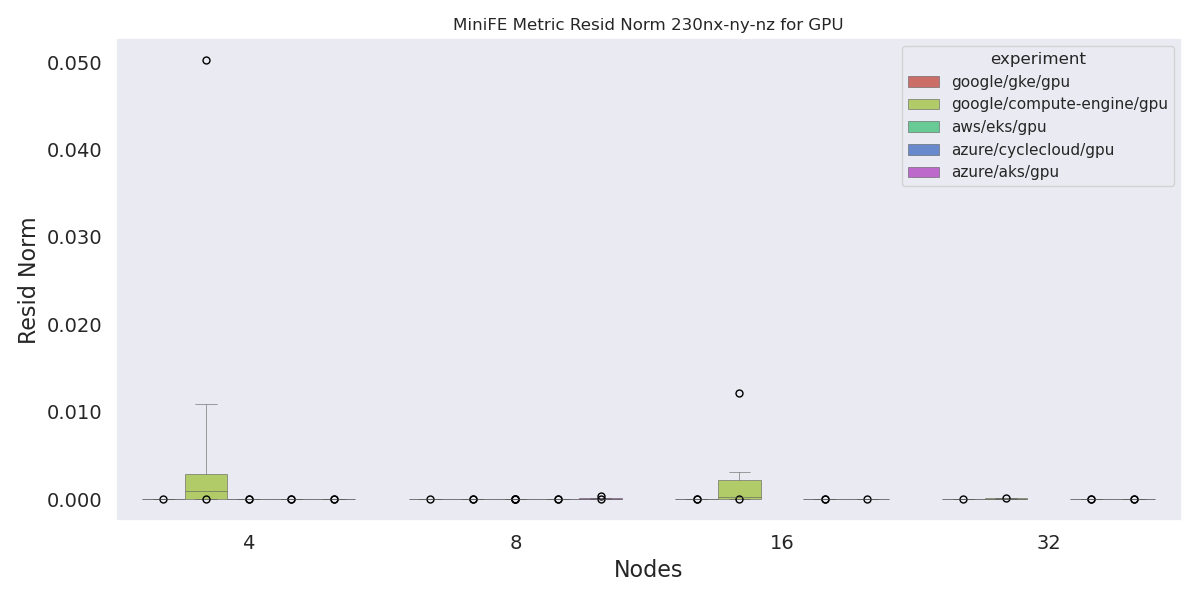 MiniFE Metric Resid Norm 230nx-ny-nz for GPU
experiment
google/gke/gpu
google/compute-engine/gpu
aws/eks/gpu
azure/cyclecloud/gpu
azure/aks/gpu
Resid Norm
0.050
0.040
0.030
0.020
0.010
0.000
4
8
16
32
Nodes